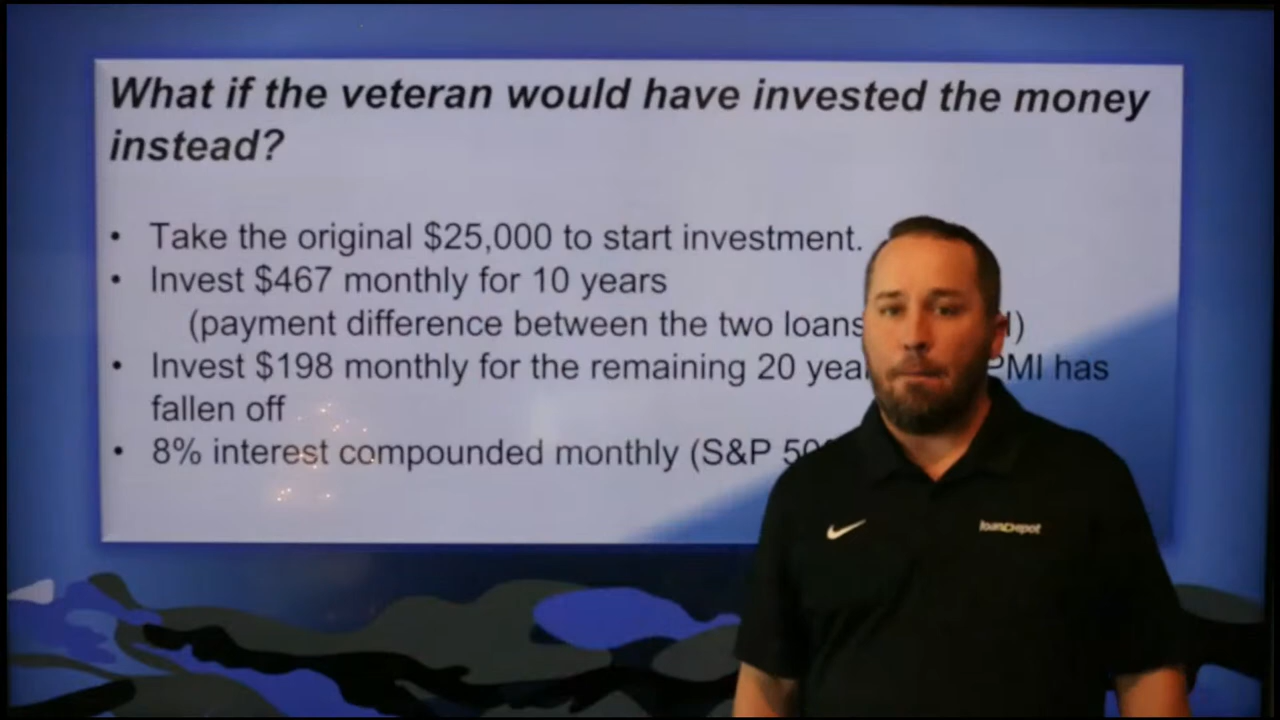 What if the veteran would have invested the money
instead?
• Take the original $25,000 to start investment.
• Invest $467 monthly for 10 years
(payment difference between the two loans
• Invest $198 monthly for the remaining 20 PMI has
fallen off
• 8% interest compounded monthly (S&P
loanDepot